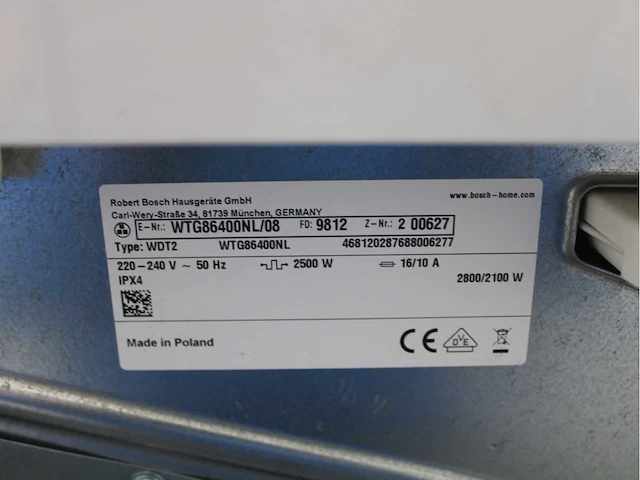 Robert Bosch Hausgeräte GmbH www.bosch-home.com
Carl-Wery-Straße 34, 81739 München, GERMANY
E-Nr.: WTG86400NL/08 FD: 9812 Z-Nr.: 2 00627
Type: WDT2 WTG86400NL 468120287688006277
220-240 V ~ 50 Hz 2500 W 16/10 A
IPX4 2800/2100 W
Made in Poland CE DVE